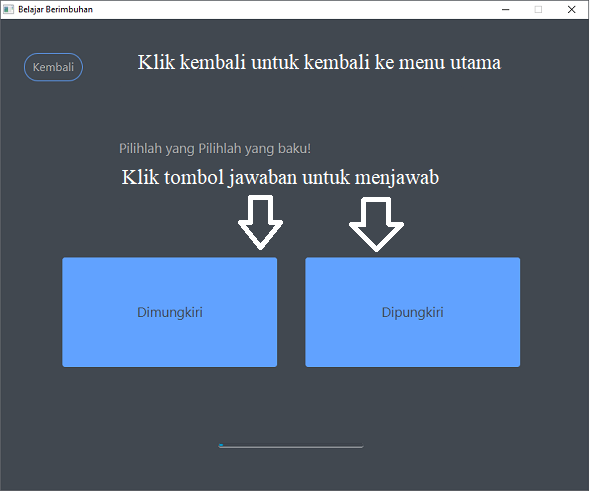 Belajar Berimbuhan
Kembali
Klik kembali untuk kembali ke menu utama
Pilihlah yang Pilihlah yang baku!
Klik tombol jawaban untuk menjawab
Dimungkiri
Dipungkiri